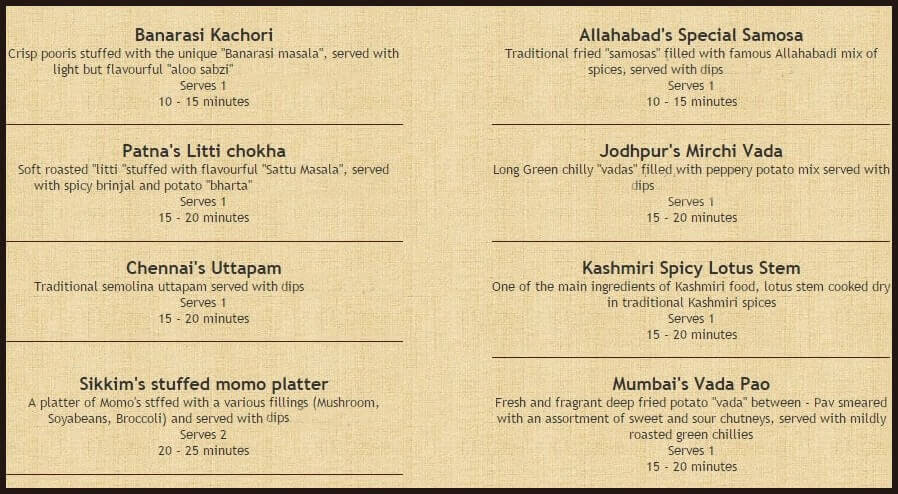 Banarasi Kachori
Crisp pooris stuffed with the unique "Banarasi masala", served with
light but flavourful "aloo sabzi"
Serves 1
10 - 15 minutes
Patna's Litti chokha
Soft roasted "litti "stuffed with flavourful "Sattu Masala", served
with spicy brinjal and potato "bharta"
Serves 1
15 - 20 minutes
Chennai's Uttapam
Traditional semolina uttapam served with dips
Serves 1
15 - 20 minutes
Sikkim's stuffed momo platter
A platter of Momo's stffed with a various fillings (Mushroom,
Soyabeans, Broccoli) and served with dips
Serves 2
20 - 25 minutes
Allahabad's Special Samosa
Traditional fried "samosas" filled with famous Allahabadi mix of
spices, served with dips
Serves 1
10 - 15 minutes
Jodhpur's Mirchi Vada
Long Green chilly "vadas" filled with peppery potato mix served with
dips
Serves 1
15 - 20 minutes
Kashmiri Spicy Lotus Stem
One of the main ingredients of Kashmiri food, lotus stem cooked dry
in traditional Kashmiri spices
Serves 1
15 - 20 minutes
Mumbai's Vada Pao
Fresh and fragrant deep fried potato "vada" between - Pav smeared
with an assortment of sweet and sour chutneys, served with mildly
roasted green chillies
Serves 1
15 - 20 minutes